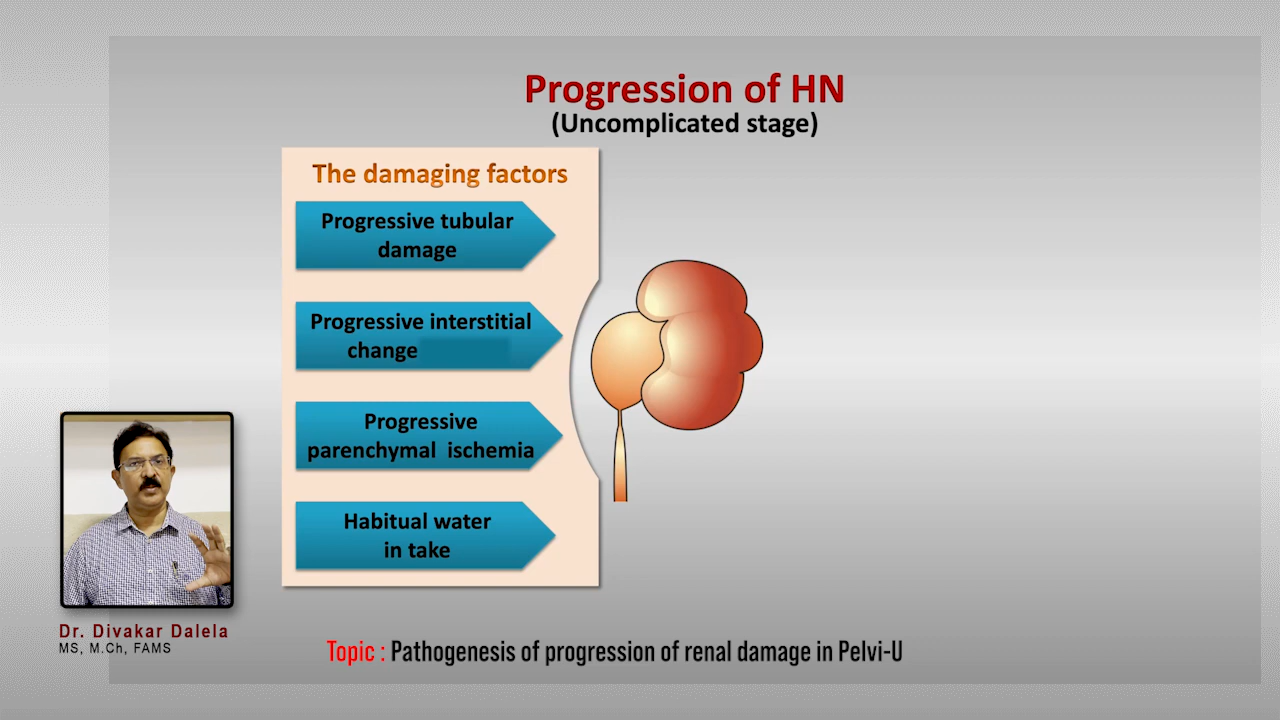 Progression of HN
(Uncomplicated stage)
The damaging factors
Progressive tubular
damage
Progressive interstitial
change
Progressive
parenchymal ischemia
Habitual water
in take
Dr. Divakar Dalela
MS, M.Ch, FAMS
Topic : Pathogenesis of progression of renal damage in Pelvi-U